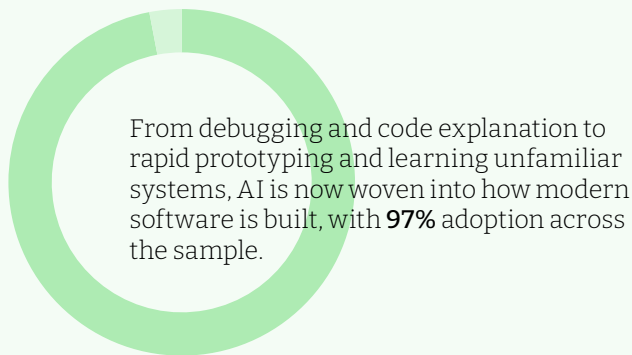 From debugging and code explanation to
rapid prototyping and learning unfamiliar
systems, AI is now woven into how modern
software is built, with 97% adoption across
the sample.